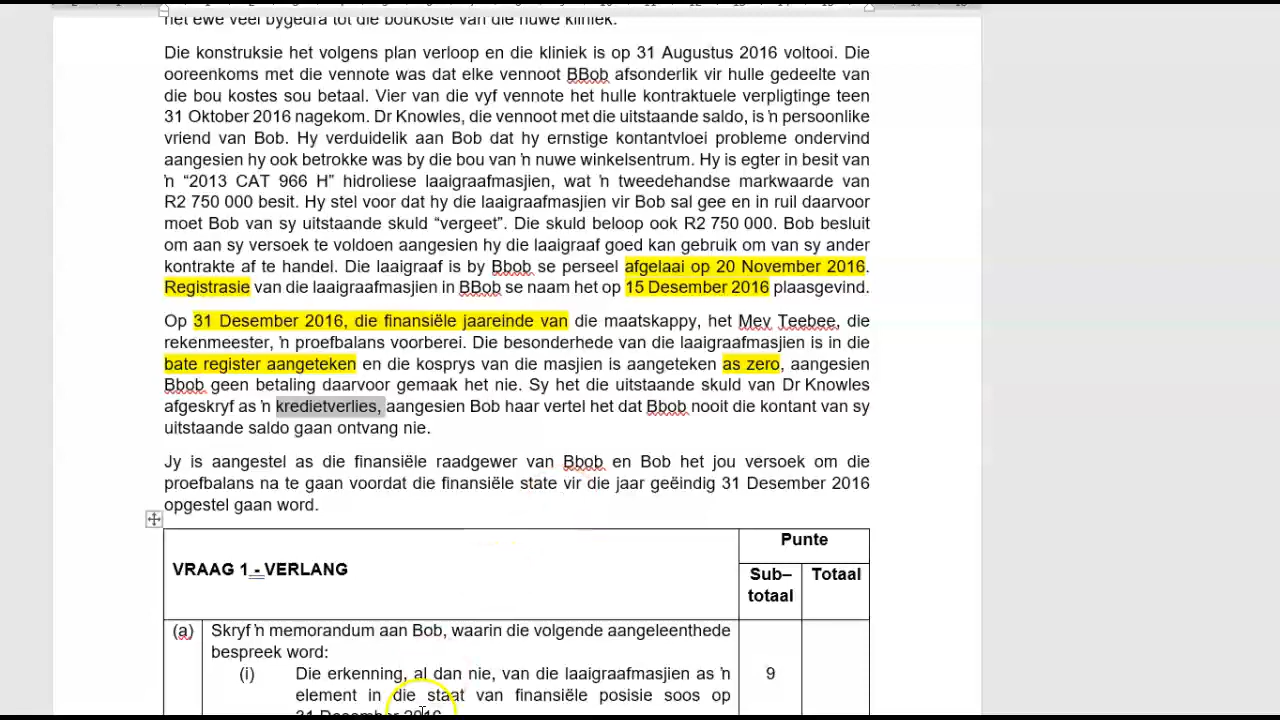 het ewe veel bygedra tot die boukoste van die nuwe kliniek.
Die konstruksie het volgens plan verloop en die kliniek is op 31 Augustus 2016 voltooi. Die
ooreenkoms met die vennote was dat elke vennoot BBob afsonderlik vir hulle gedeelte van
die bou kostes sou betaal. Vier van die vyf vennote het hulle kontraktuele verpligtinge teen
31 Oktober 2016 nagekom. Dr Knowles, die vennoot met die uitstaande saldo, is ŉ persoonlike
vriend van Bob. Hy verduidelik aan Bob dat hy ernstige kontantvloei probleme ondervind
aangesien hy ook betrokke was by die bou van ŉ nuwe winkelsentrum. Hy is egter in besit van
ŉ “2013 CAT 966 H” hidroliese laaigraafmasjien, wat ŉ tweedehandse markwaarde van
R2 750 000 besit. Hy stel voor dat hy die laaigraafmasjien vir Bob sal gee en in ruil daarvoor
moet Bob van sy uitstaande skuld “vergeet”. Die skuld beloop ook R2 750 000. Bob besluit
om aan sy versoek te voldoen aangesien hy die laaigraaf goed kan gebruik om van sy ander
kontrakte af te handel. Die laaigraaf is by Bbob se perseel afgelaai op 20 November 2016.
Registrasie van die laaigraafmasjien in BBob se naam het op 15 Desember 2016 plaasgevind.
Op 31 Desember 2016, die finansiële jaareinde van die maatskappy, het Mev Teebee, die
rekenmeester, ŉ proefbalans voorberei. Die besonderhede van die laaigraafmasjien is in die
bate register aangeteken en die kosprys van die masjien is aangeteken as zero, aangesien
Bbob geen betaling daarvoor gemaak het nie. Sy het die uitstaande skuld van Dr Knowles
afgeskryf as ŉ kredietverlies, aangesien Bob haar vertel het dat Bbob nooit die kontant van sy
uitstaande saldo gaan ontvang nie.
Jy is aangestel as die finansiële raadgewer van Bbob en Bob het jou versoek om die
proefbalans na te gaan voordat die finansiële state vir die jaar geëindig 31 Desember 2016
opgestel gaan word.
VRAAG 1 - VERLANG
Punte
Sub–
totaal
Totaal
(a) Skryf ŉ memorandum aan Bob, waarin die volgende aangeleenthede
bespreek word:
(i) Die erkenning, al dan nie, van die laaigraafmasjien as ŉ 9
element in die staat van finansiële posisie soos op
31 Desember 2016